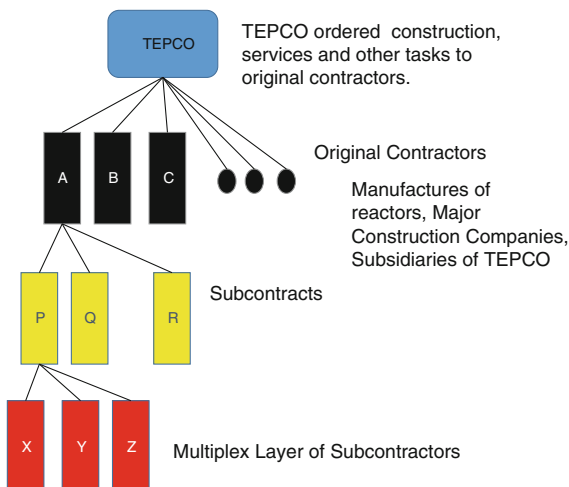 TEPCO
TEPCO ordered construction,
services and other tasks to
original contractors.
A B C
Original Contractors
Manufactures of
reactors, Major
Construction Companies,
Subsidiaries of TEPCO
P Q R
Subcontracts
X Y Z
Multiplex Layer of Subcontractors